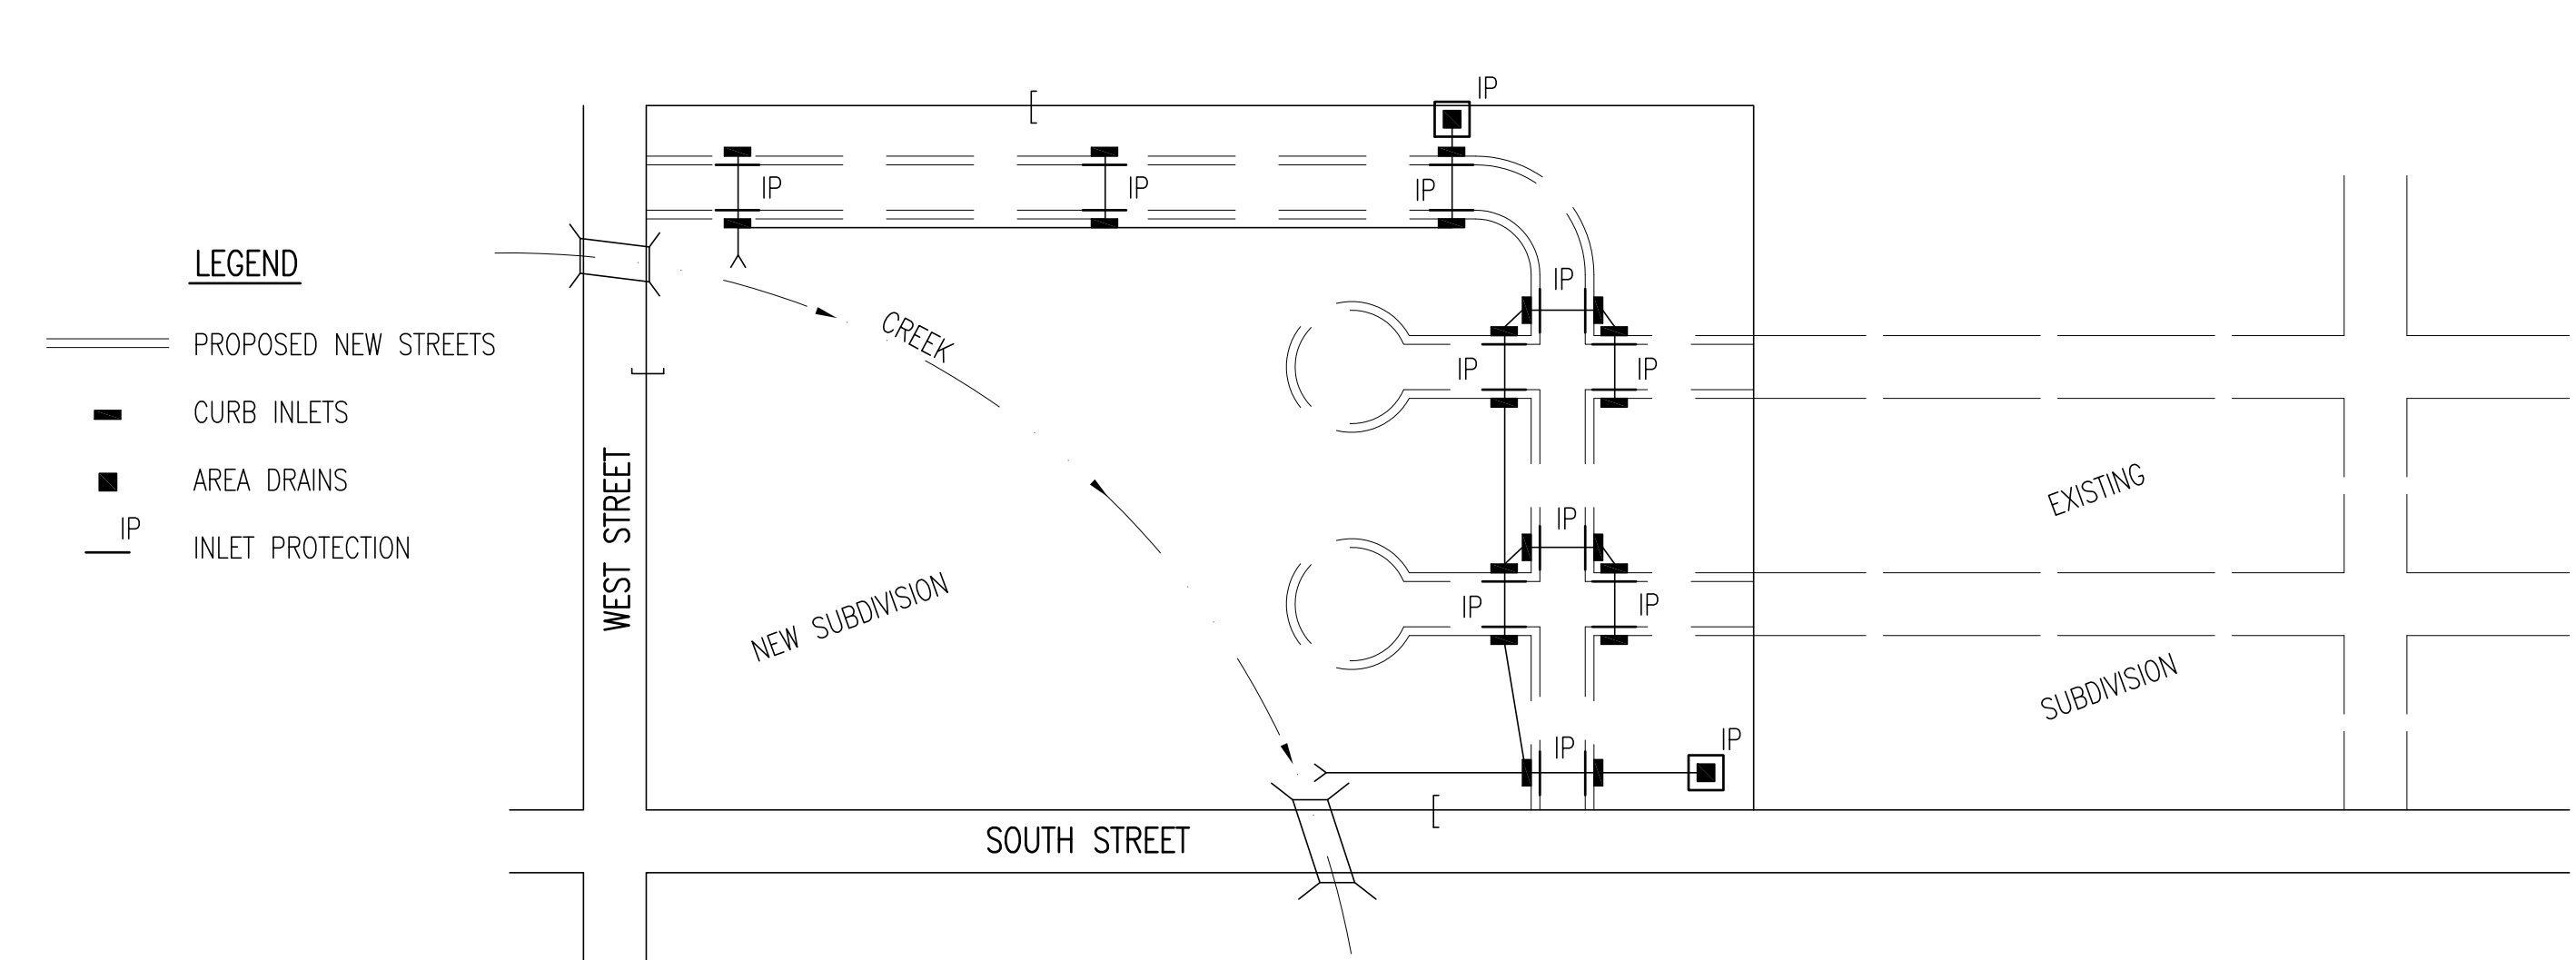 LEGEND
PROPOSED NEW STREETS
CURB INLETS
AREA DRAINS
IP
INLET PROTECTION
IP
IP
IP
IP
IP
IP
IP
IP
IP
IP
IP
IP
IP
CREEK
WEST STREET
NEW SUBDIVISION
EXISTING
SUBDIVISION
SOUTH STREET